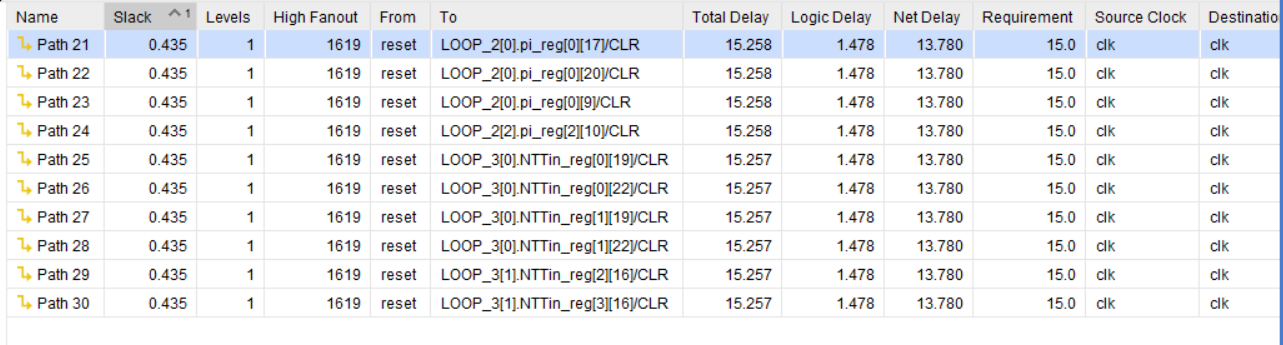 Name Slack 1 Levels High Fanout From To Total Delay Logic Delay Net Delay Requirement Source Clock Destinatio
Path 21 0.435 1 1619 reset LOOP_2[0].pi_reg[0][17]/CLR 15.258 1.478 13.780 15.0 clk clk
Path 22 0.435 1 1619 reset LOOP_2[0].pi_reg[0][20]/CLR 15.258 1.478 13.780 15.0 clk clk
Path 23 0.435 1 1619 reset LOOP_2[0].pi_reg[0][9]/CLR 15.258 1.478 13.780 15.0 clk clk
Path 24 0.435 1 1619 reset LOOP_2[2].pi_reg[2][10]/CLR 15.258 1.478 13.780 15.0 clk clk
Path 25 0.435 1 1619 reset LOOP_3[0].NTTin_reg[0][19]/CLR 15.257 1.478 13.780 15.0 clk clk
Path 26 0.435 1 1619 reset LOOP_3[0].NTTin_reg[0][22]/CLR 15.257 1.478 13.780 15.0 clk clk
Path 27 0.435 1 1619 reset LOOP_3[0].NTTin_reg[1][19]/CLR 15.257 1.478 13.780 15.0 clk clk
Path 28 0.435 1 1619 reset LOOP_3[0].NTTin_reg[1][22]/CLR 15.257 1.478 13.780 15.0 clk clk
Path 29 0.435 1 1619 reset LOOP_3[1].NTTin_reg[2][16]/CLR 15.257 1.478 13.780 15.0 clk clk
Path 30 0.435 1 1619 reset LOOP_3[1].NTTin_reg[3][16]/CLR 15.257 1.478 13.780 15.0 clk clk